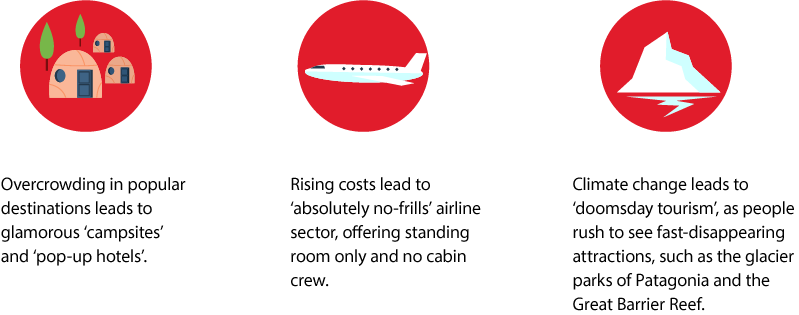 Overcrowding in popular
destinations leads to
glamorous ‘campsites’
and ‘pop-up hotels’.
Rising costs lead to
‘absolutely no-frills’ airline
sector, offering standing
room only and no cabin
crew.
Climate change leads to
‘doomsday tourism’, as people
rush to see fast-disappearing
attractions, such as the glacier
parks of Patagonia and the
Great Barrier Reef.